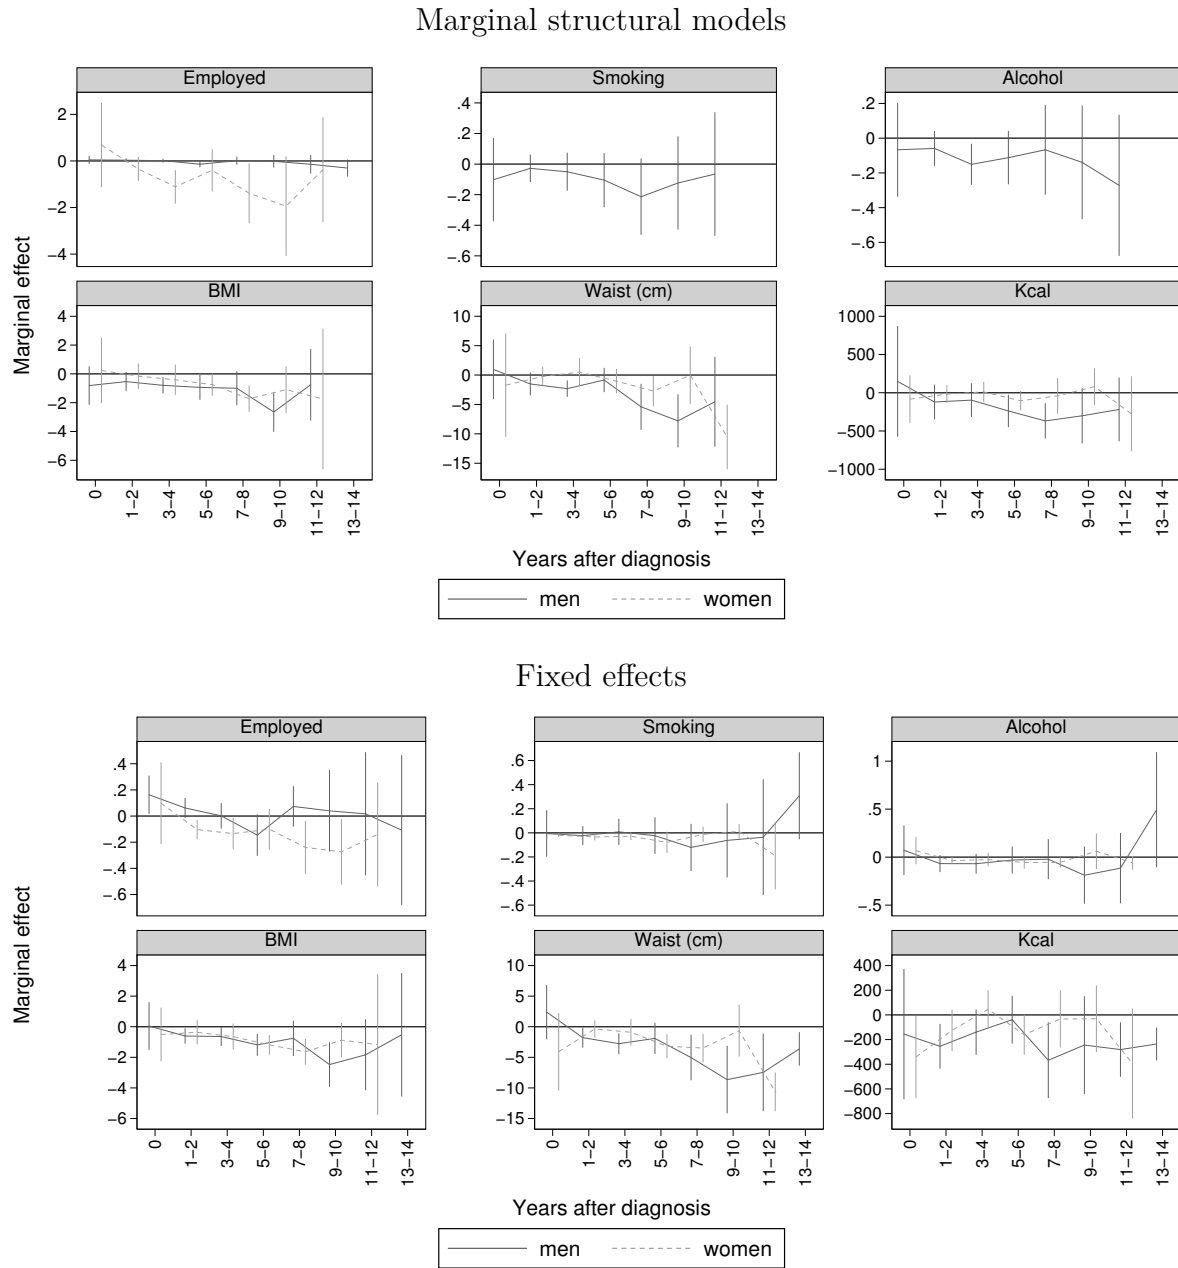 Marginal structural models
Employed
Smoking
Alcohol
2
0
−2
−4
.4
.2
0
−.2
−.4
−.6
.2
0
−.2
−.4
−.6
BMI
Waist (cm)
Kcal
4
2
0
−2
−4
−6
10
5
0
−5
−10
−15
1000
500
0
−500
−1000
Marginal effect
0 1−2 3−4 5−6 7−8 9−10 11−12 13−14
0 1−2 3−4 5−6 7−8 9−10 11−12 13−14
0 1−2 3−4 5−6 7−8 9−10 11−12 13−14
Years after diagnosis
men women
Fixed effects
Employed
Smoking
Alcohol
.4
.2
0
−.2
−.4
−.6
.6
.4
.2
0
−.2
−.4
−.6
1
.5
0
−.5
BMI
Waist (cm)
Kcal
4
2
0
−2
−4
−6
10
5
0
−5
−10
−15
400
200
0
−200
−400
−600
−800
Marginal effect
0 1−2 3−4 5−6 7−8 9−10 11−12 13−14
0 1−2 3−4 5−6 7−8 9−10 11−12 13−14
0 1−2 3−4 5−6 7−8 9−10 11−12 13−14
Years after diagnosis
men women